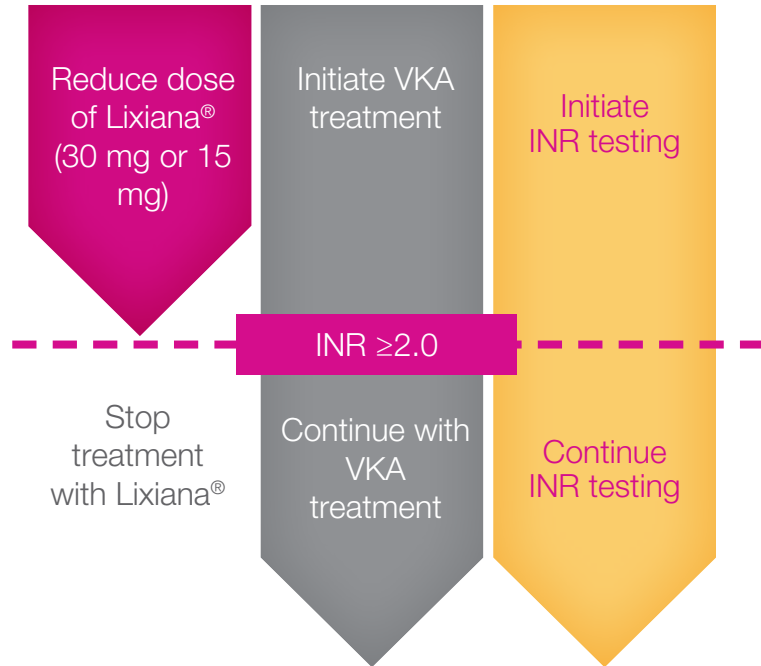 Reduce dose
of Lixiana®
(30 mg or 15
mg)
Initiate VKA
treatment
Initiate
INR testing
INR ≥2.0
Stop
treatment
with Lixiana®
Continue with
VKA
treatment
Continue
INR testing